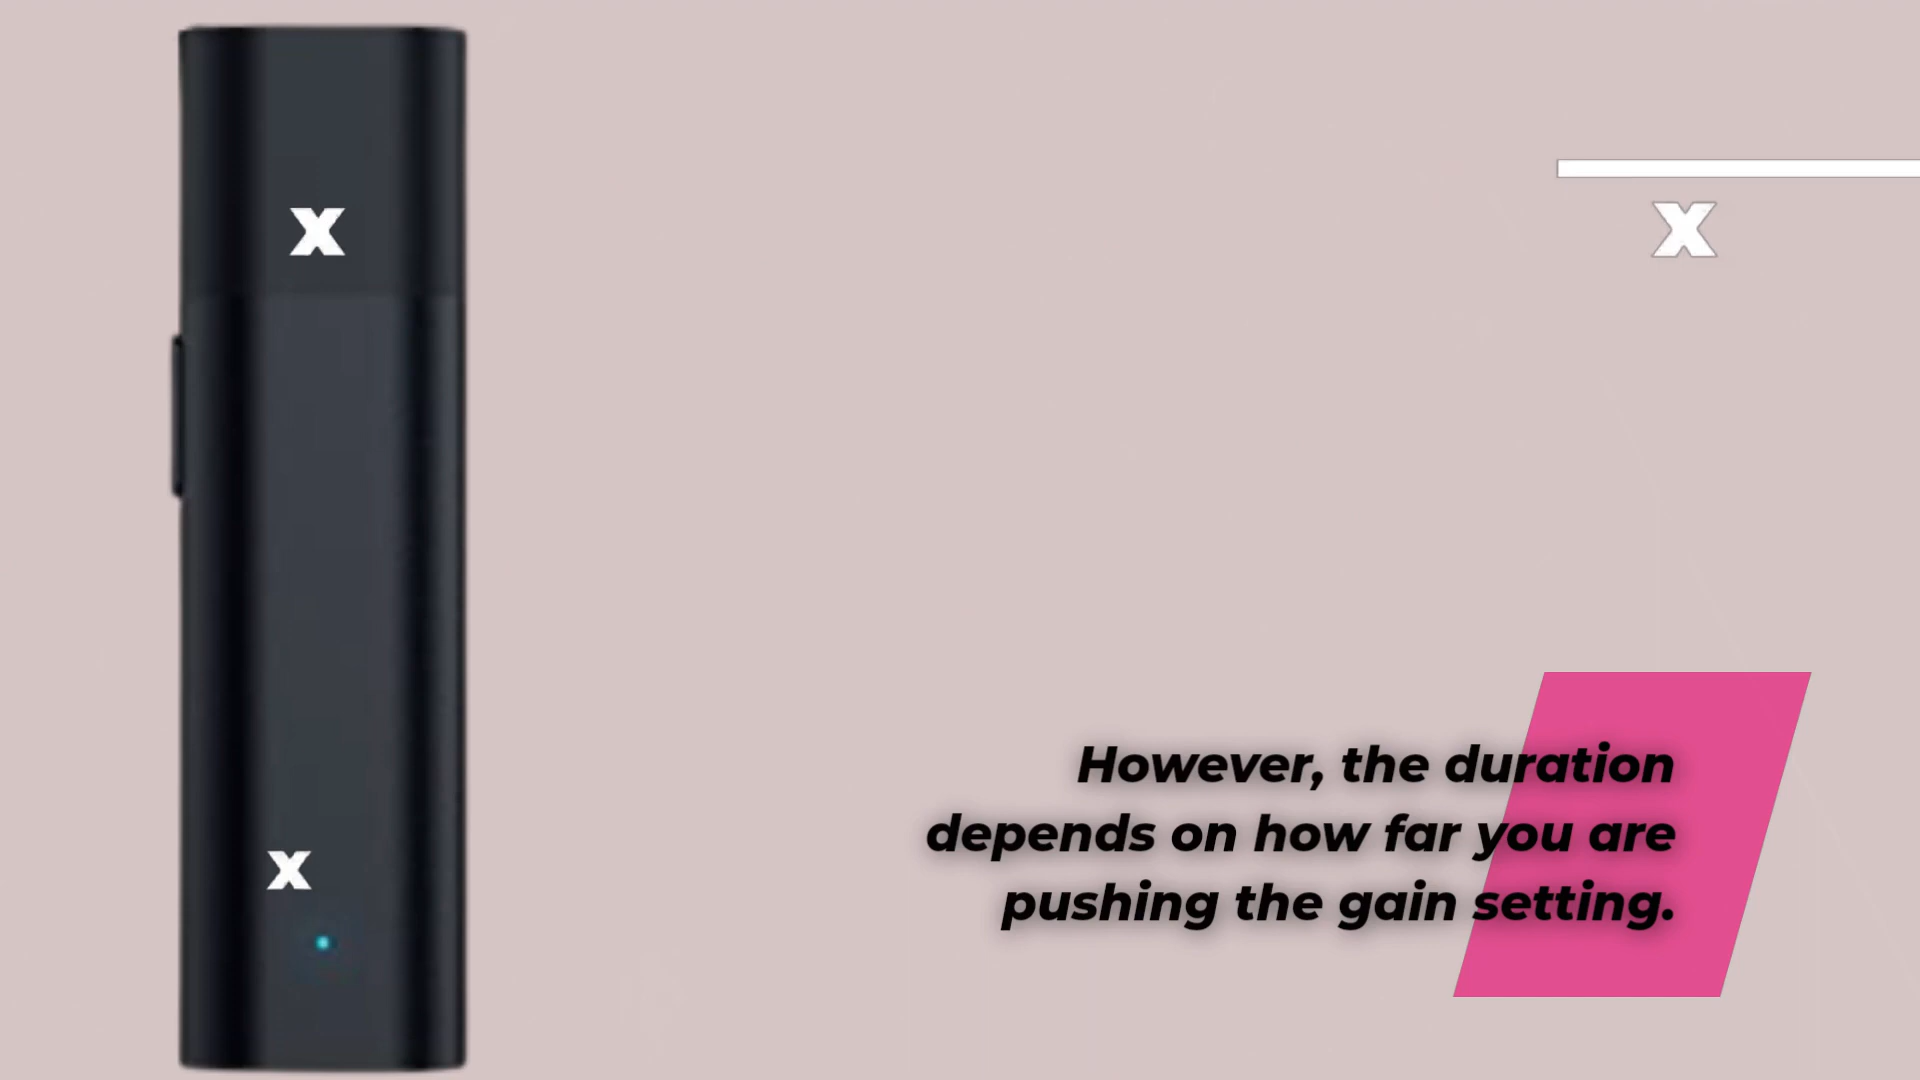 X
X
X
However, the duration
depends on how far you are
pushing the gain setting.